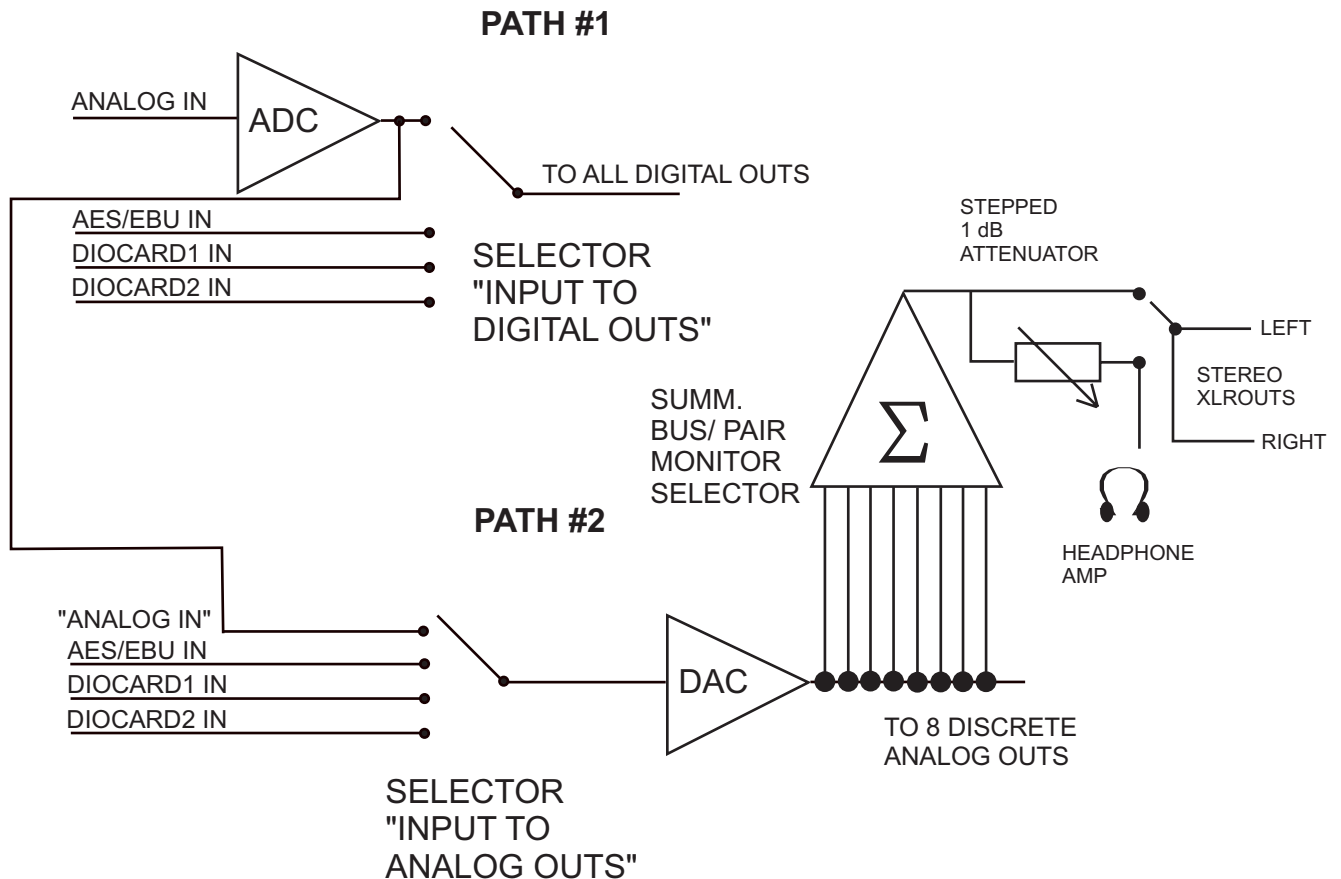 PATH #1
ANALOG IN
ADC
TO ALL DIGITAL OUTS
AES/EBU IN
DIOCARD1 IN
DIOCARD2 IN
SELECTOR
"INPUT TO
DIGITAL OUTS"
STEPPED
1 dB
ATTENUATOR
LEFT
STEREO
XLROUTS
RIGHT
SUMM.
BUS/ PAIR
MONITOR
SELECTOR
Σ
HEADPHONE
AMP
PATH #2
"ANALOG IN"
AES/EBU IN
DIOCARD1 IN
DIOCARD2 IN
DAC
TO 8 DISCRETE
ANALOG OUTS
SELECTOR
"INPUT TO
ANALOG OUTS"